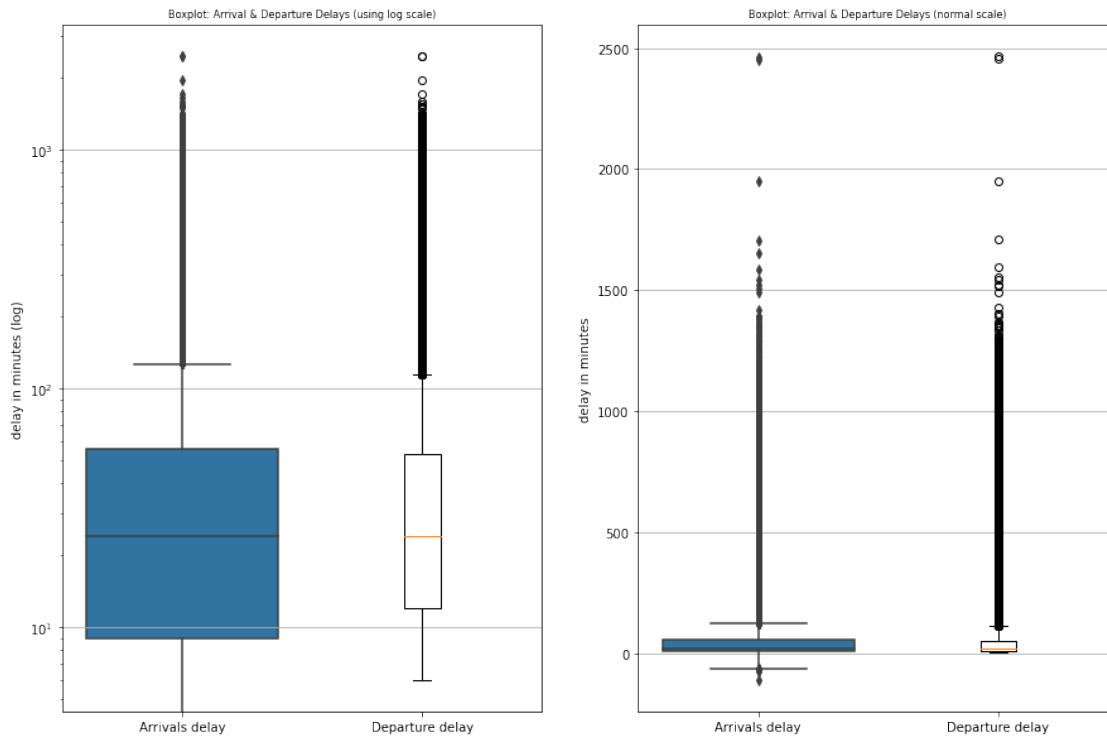 Boxplot: Arrival & Departure Delays (using log scale)
delay in minutes (log)
10³
10²
10¹
Arrivals delay
Departure delay
Boxplot: Arrival & Departure Delays (normal scale)
delay in minutes
2500
2000
1500
1000
500
0
Arrivals delay
Departure delay